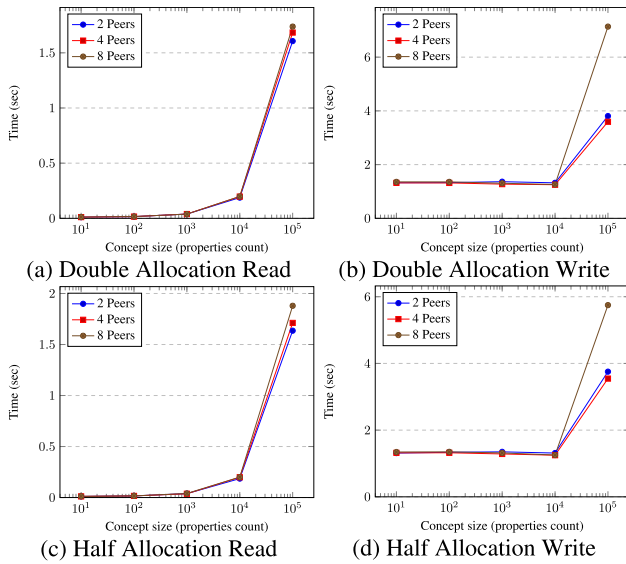 2 Peers
4 Peers
8 Peers
Time (sec)
1.5
1
0.5
0
10^1 10^2 10^3 10^4 10^5
Concept size (properties count)
(a) Double Allocation Read
2 Peers
4 Peers
8 Peers
Time (sec)
6
4
2
0
10^1 10^2 10^3 10^4 10^5
Concept size (properties count)
(b) Double Allocation Write
2 Peers
4 Peers
8 Peers
Time (sec)
2
1.5
1
0.5
0
10^1 10^2 10^3 10^4 10^5
Concept size (properties count)
(c) Half Allocation Read
2 Peers
4 Peers
8 Peers
Time (sec)
6
4
2
0
10^1 10^2 10^3 10^4 10^5
Concept size (properties count)
(d) Half Allocation Write